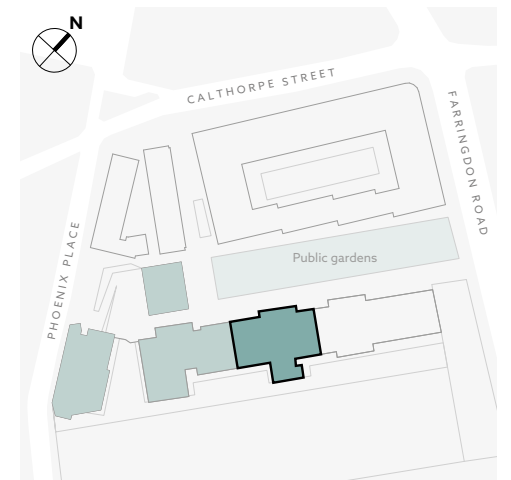 N
CALTHORPE STREET
FARRINGDON ROAD
Public gardens
PHOENIX PLACE